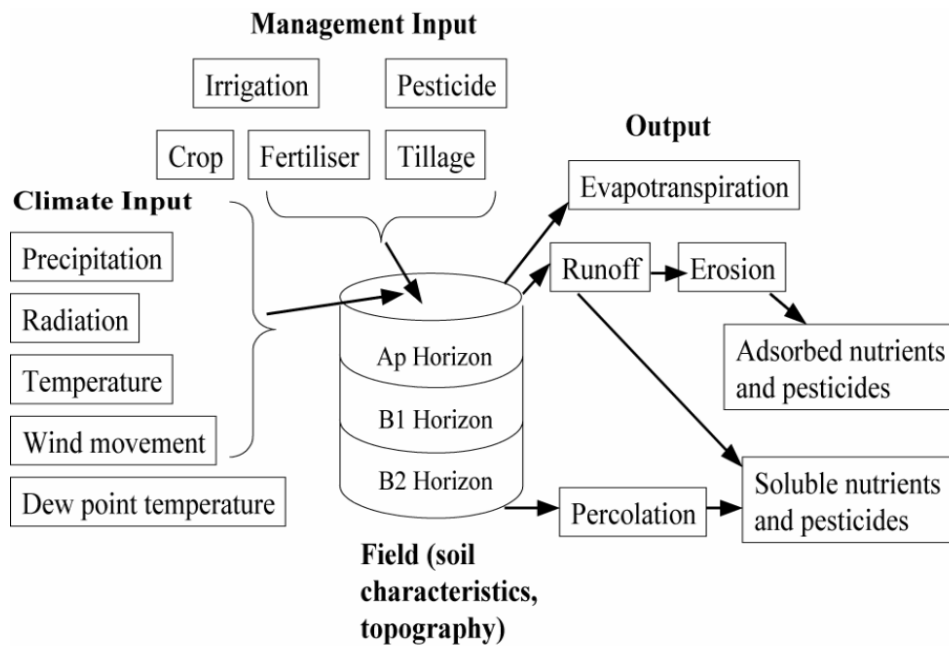 Management Input
Irrigation
Pesticide
Crop
Fertiliser
Tillage
Climate Input
Precipitation
Radiation
Temperature
Wind movement
Dew point temperature
Ap Horizon
B1 Horizon
B2 Horizon
Field (soil
characteristics,
topography)
Output
Evapotranspiration
Runoff
Erosion
Adsorbed nutrients
and pesticides
Percolation
Soluble nutrients
and pesticides